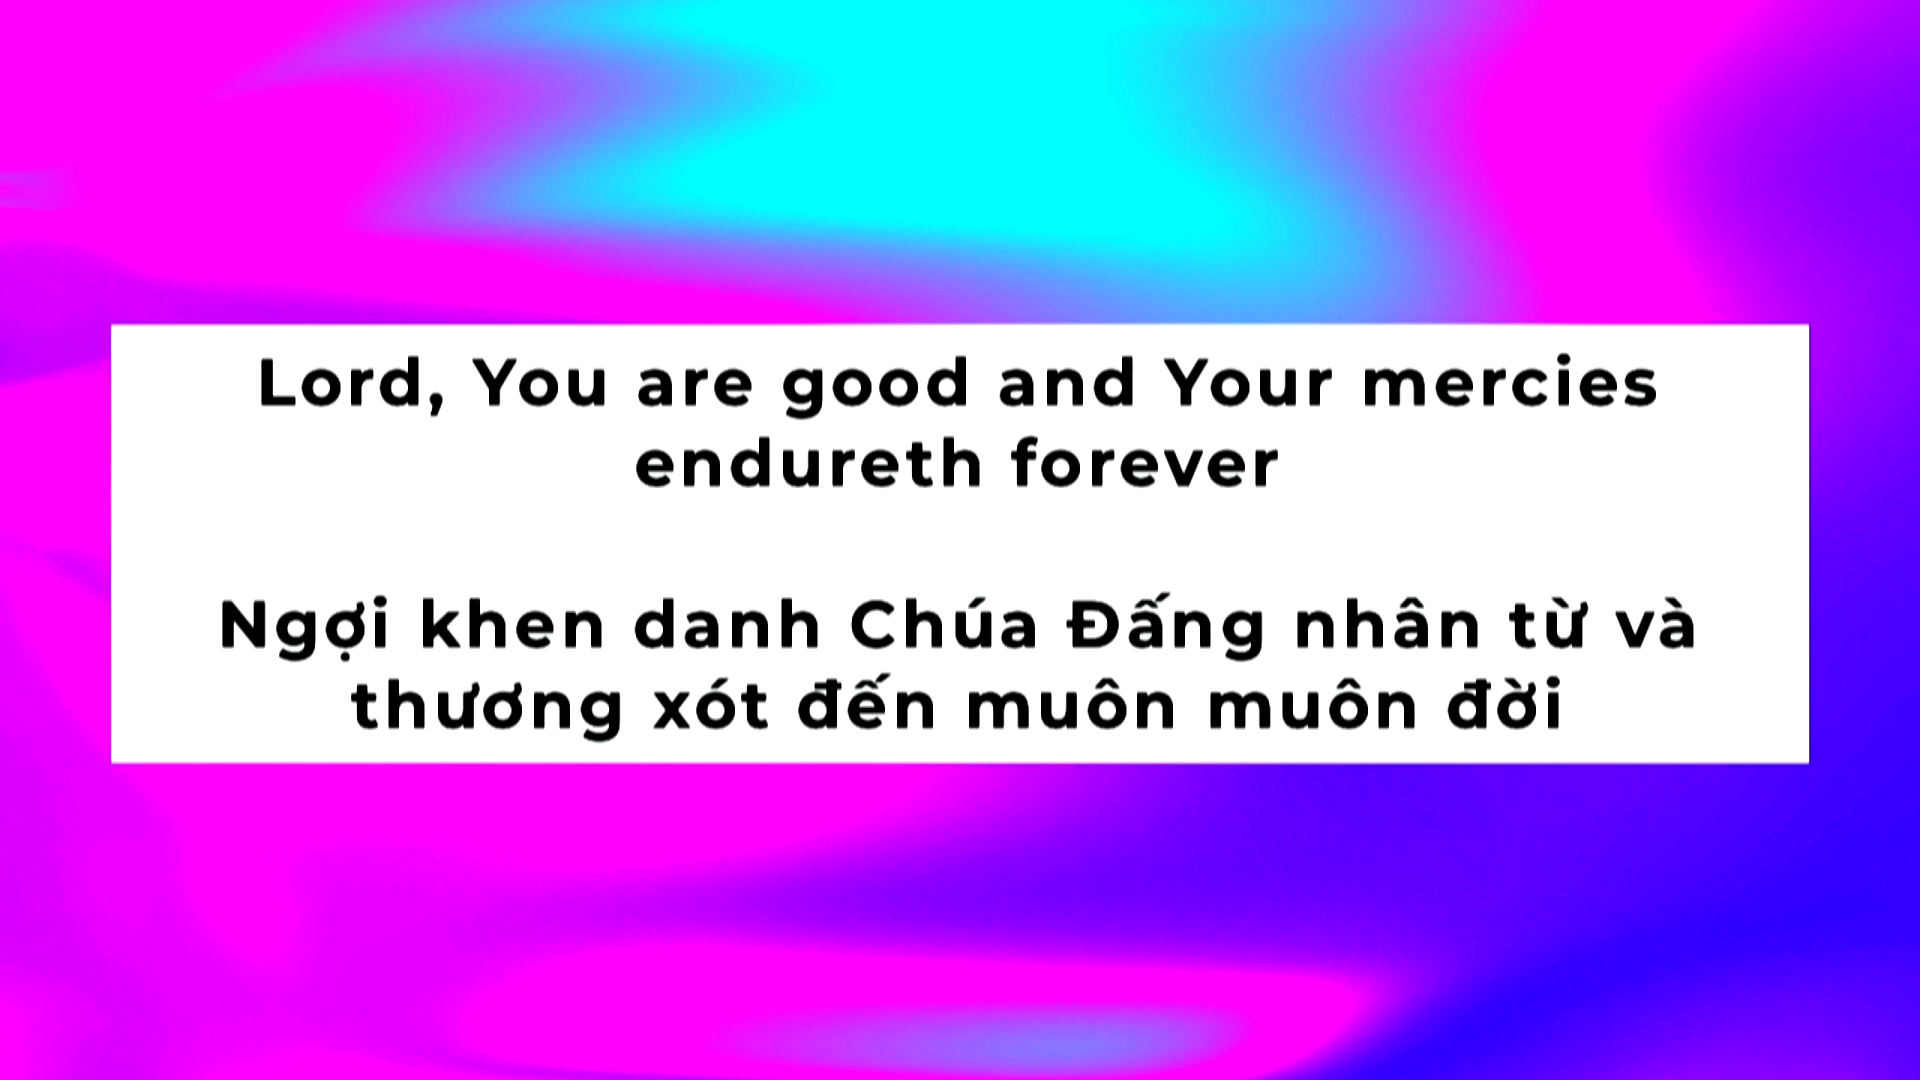 Lord, You are good and Your mercies
endureth forever
Ngợi khen danh Chúa Đấng nhân từ và
thương xót đến muôn muôn đời